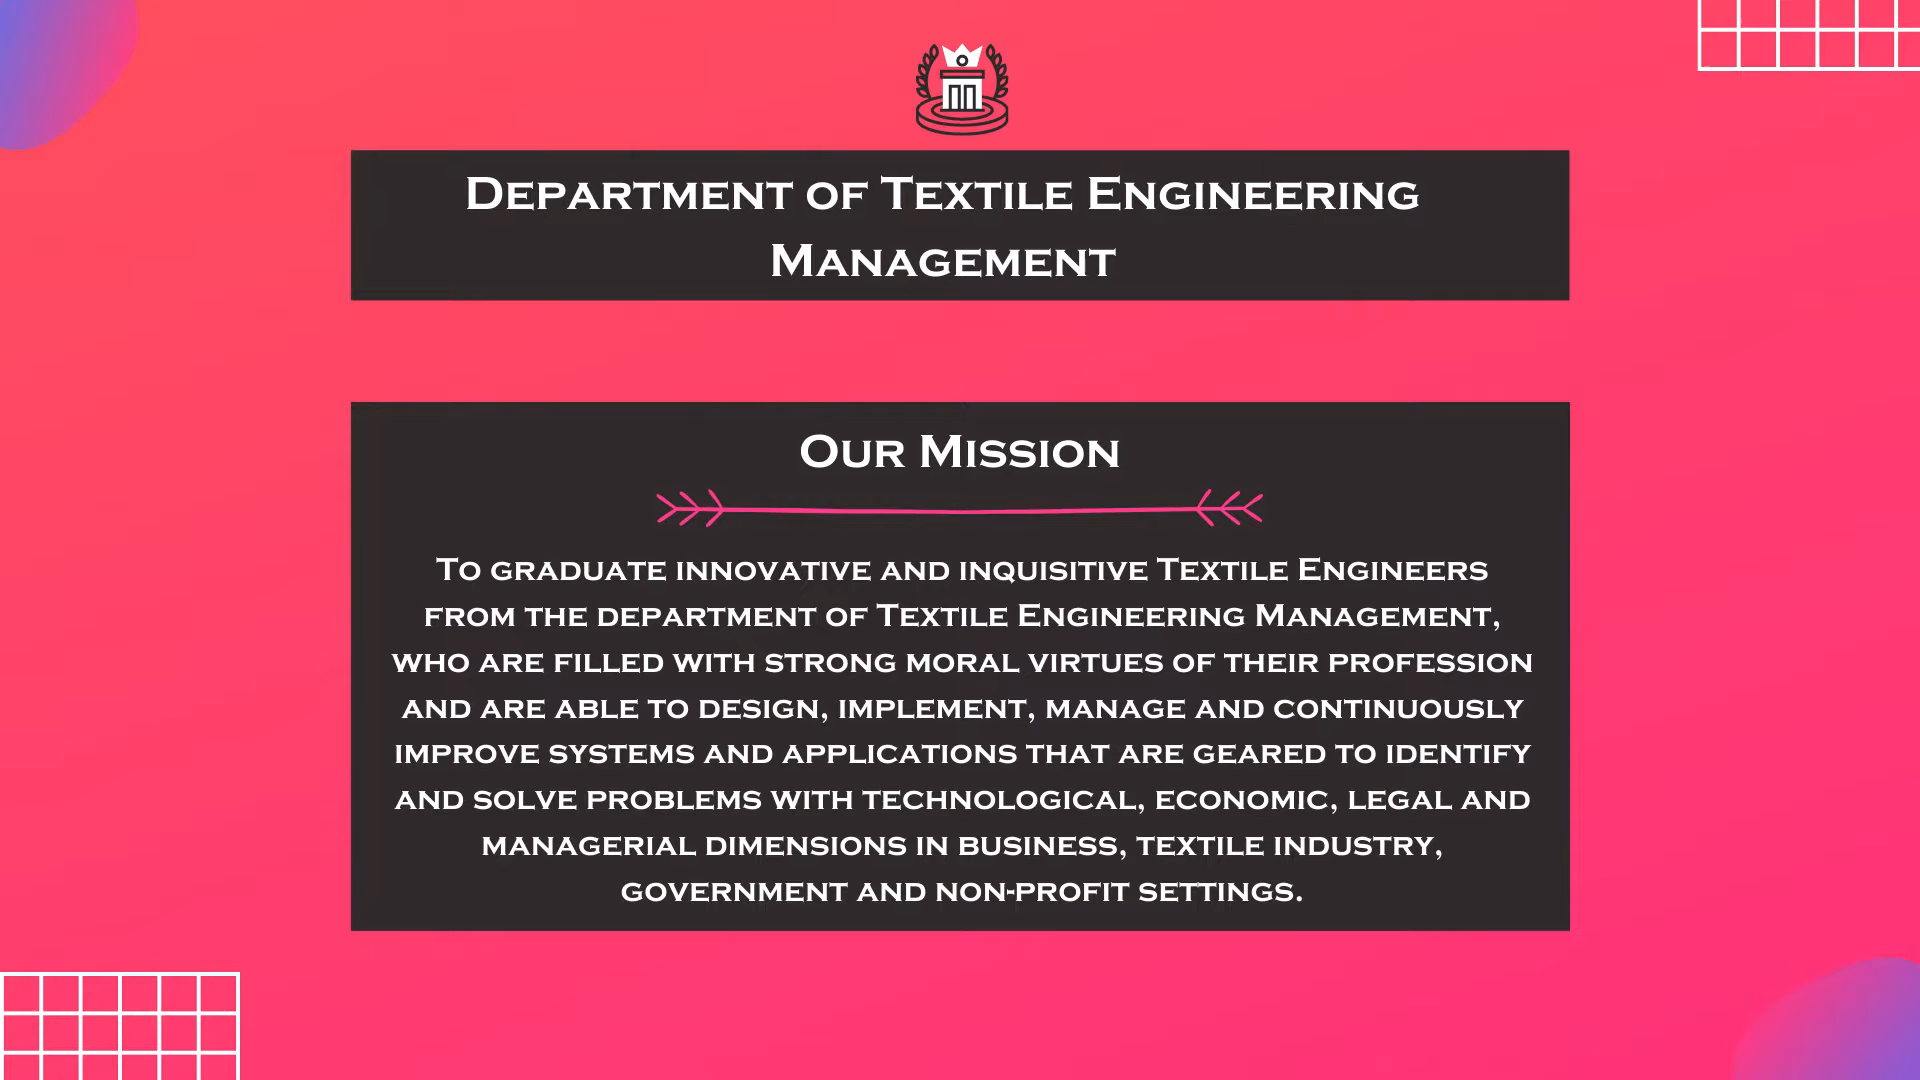 Department of Textile Engineering
Management
Our Mission
To graduate innovative and inquisitive Textile Engineers
from the department of Textile Engineering Management,
who are filled with strong moral virtues of their profession
and are able to design, implement, manage and continuously
improve systems and applications that are geared to identify
and solve problems with technological, economic, legal and
managerial dimensions in business, textile industry,
government and non-profit settings.